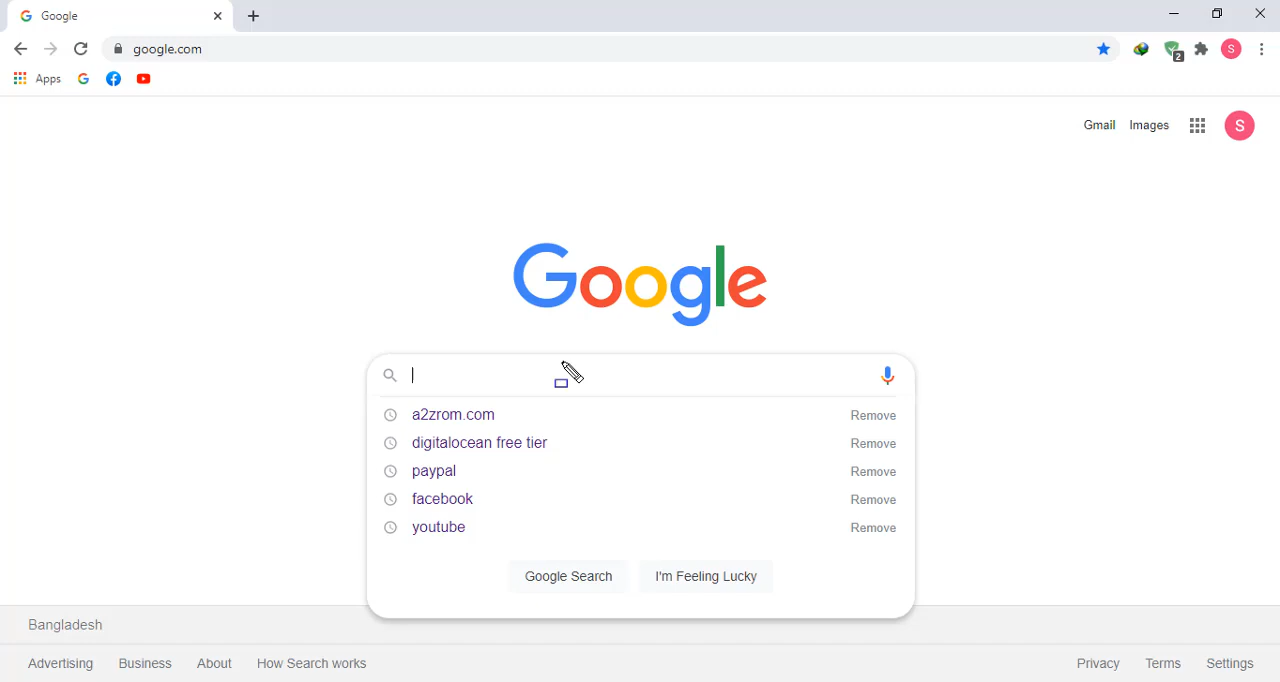 Google
google.com
2
S
Apps
Gmail Images
S
Google
a2zrom.com Remove
digitalocean free tier Remove
paypal Remove
facebook Remove
youtube Remove
Google Search I'm Feeling Lucky
Bangladesh
Advertising Business About How Search works Privacy Terms Settings